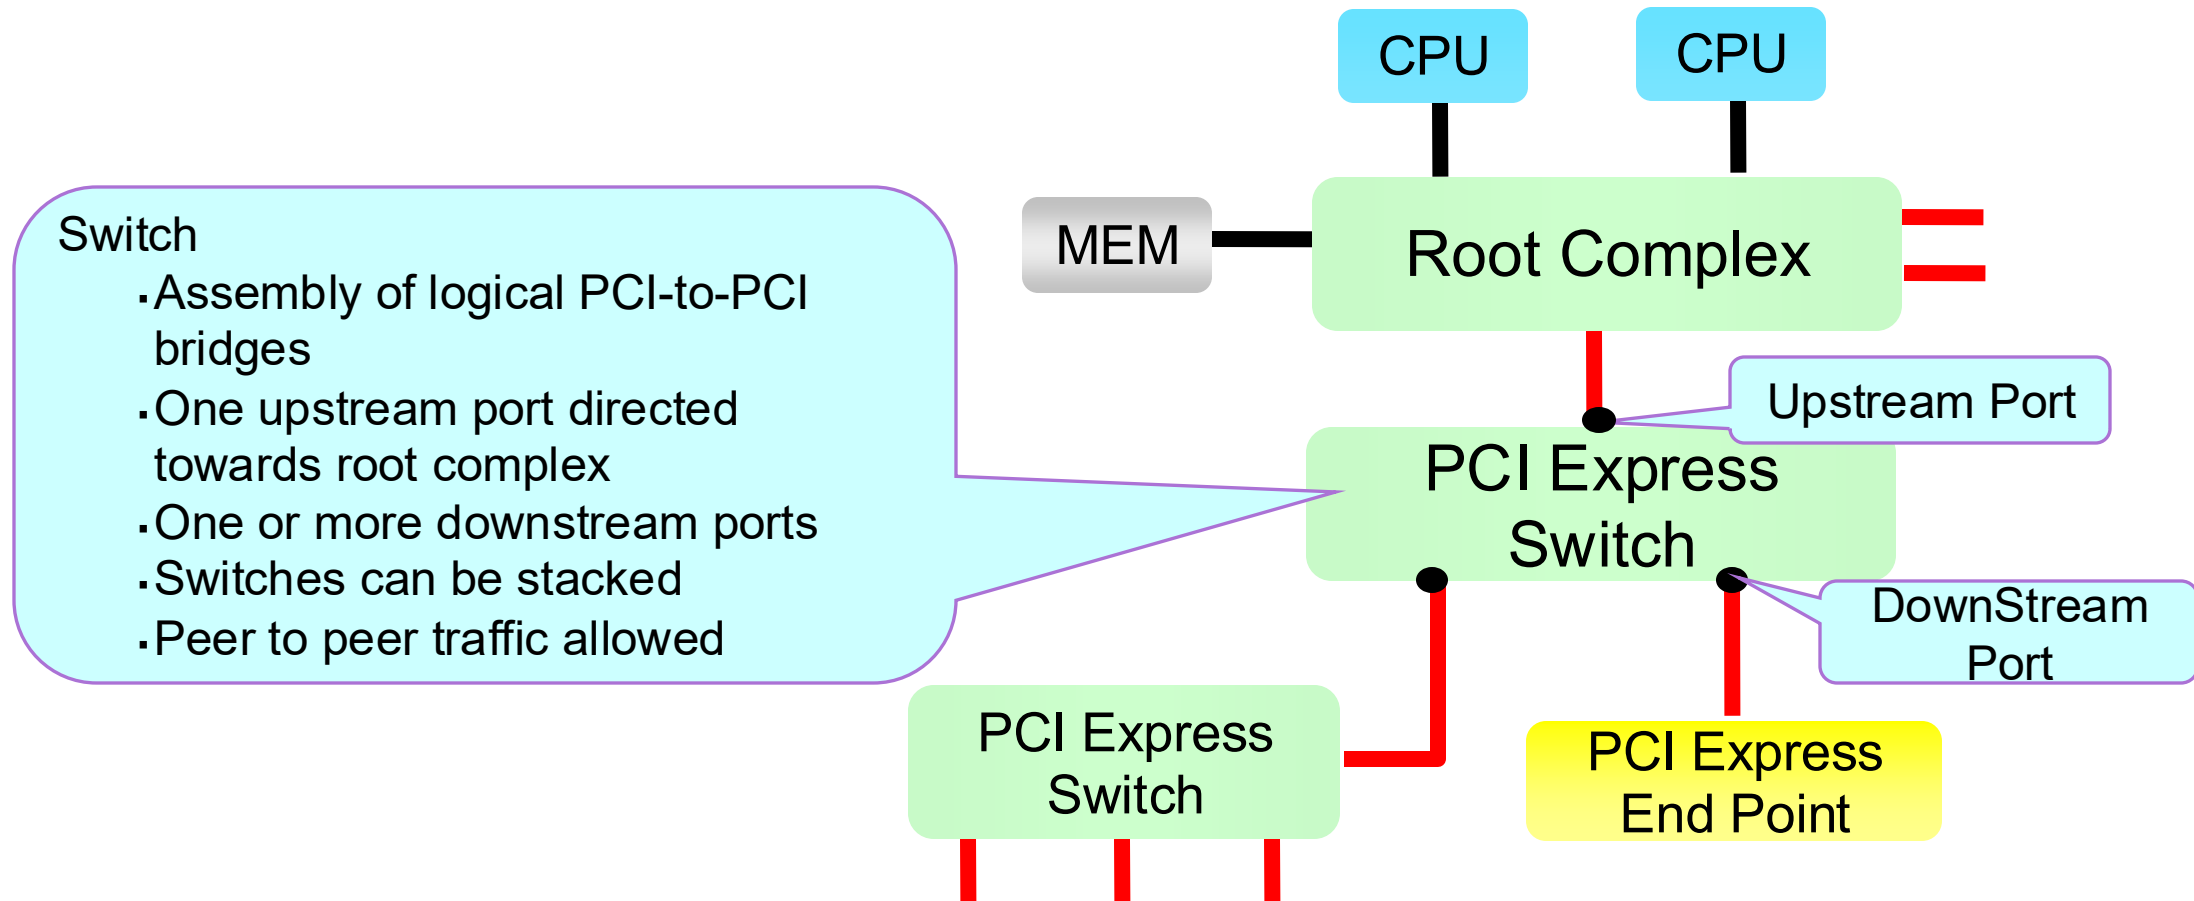 CPU
CPU
Switch
▪Assembly of logical PCI-to-PCI
bridges
▪One upstream port directed
towards root complex
▪One or more downstream ports
▪Switches can be stacked
▪Peer to peer traffic allowed
MEM
Root Complex
Upstream Port
PCI Express
Switch
DownStream
Port
PCI Express
Switch
PCI Express
End Point